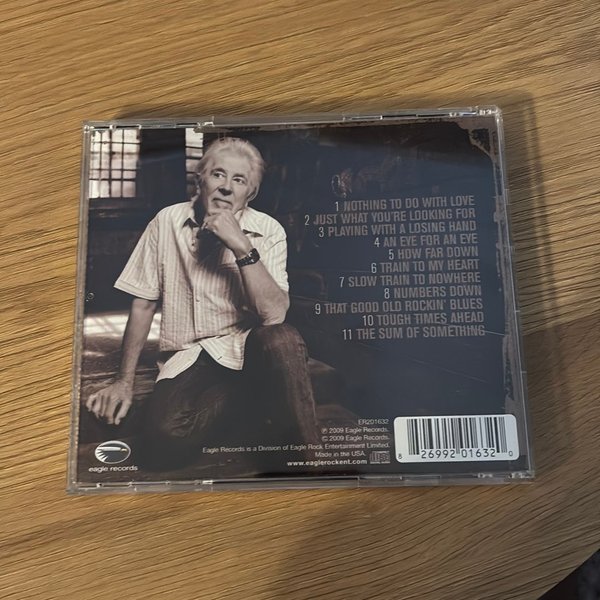 1 NOTHING TO DO WITH LOVE
2 JUST WHAT YOU'RE LOOKING FOR
3 PLAYING WITH A LOSING HAND
4 AN EYE FOR AN EYE
5 HOW FAR DOWN
6 TRAIN TO MY HEART
7 SLOW TRAIN TO NOWHERE
8 NUMBERS DOWN
9 THAT GOOD OLD ROCKIN' BLUES
10 TOUGH TIMES AHEAD
11 THE SUM OF SOMETHING
ER201632
℗ 2009 Eagle Records.
© 2009 Eagle Records.
Eagle Records is a Division of Eagle Rock Entertainment Limited.
Made in the USA.
www.eaglerockent.com
eagle records
8 26992 01632 0